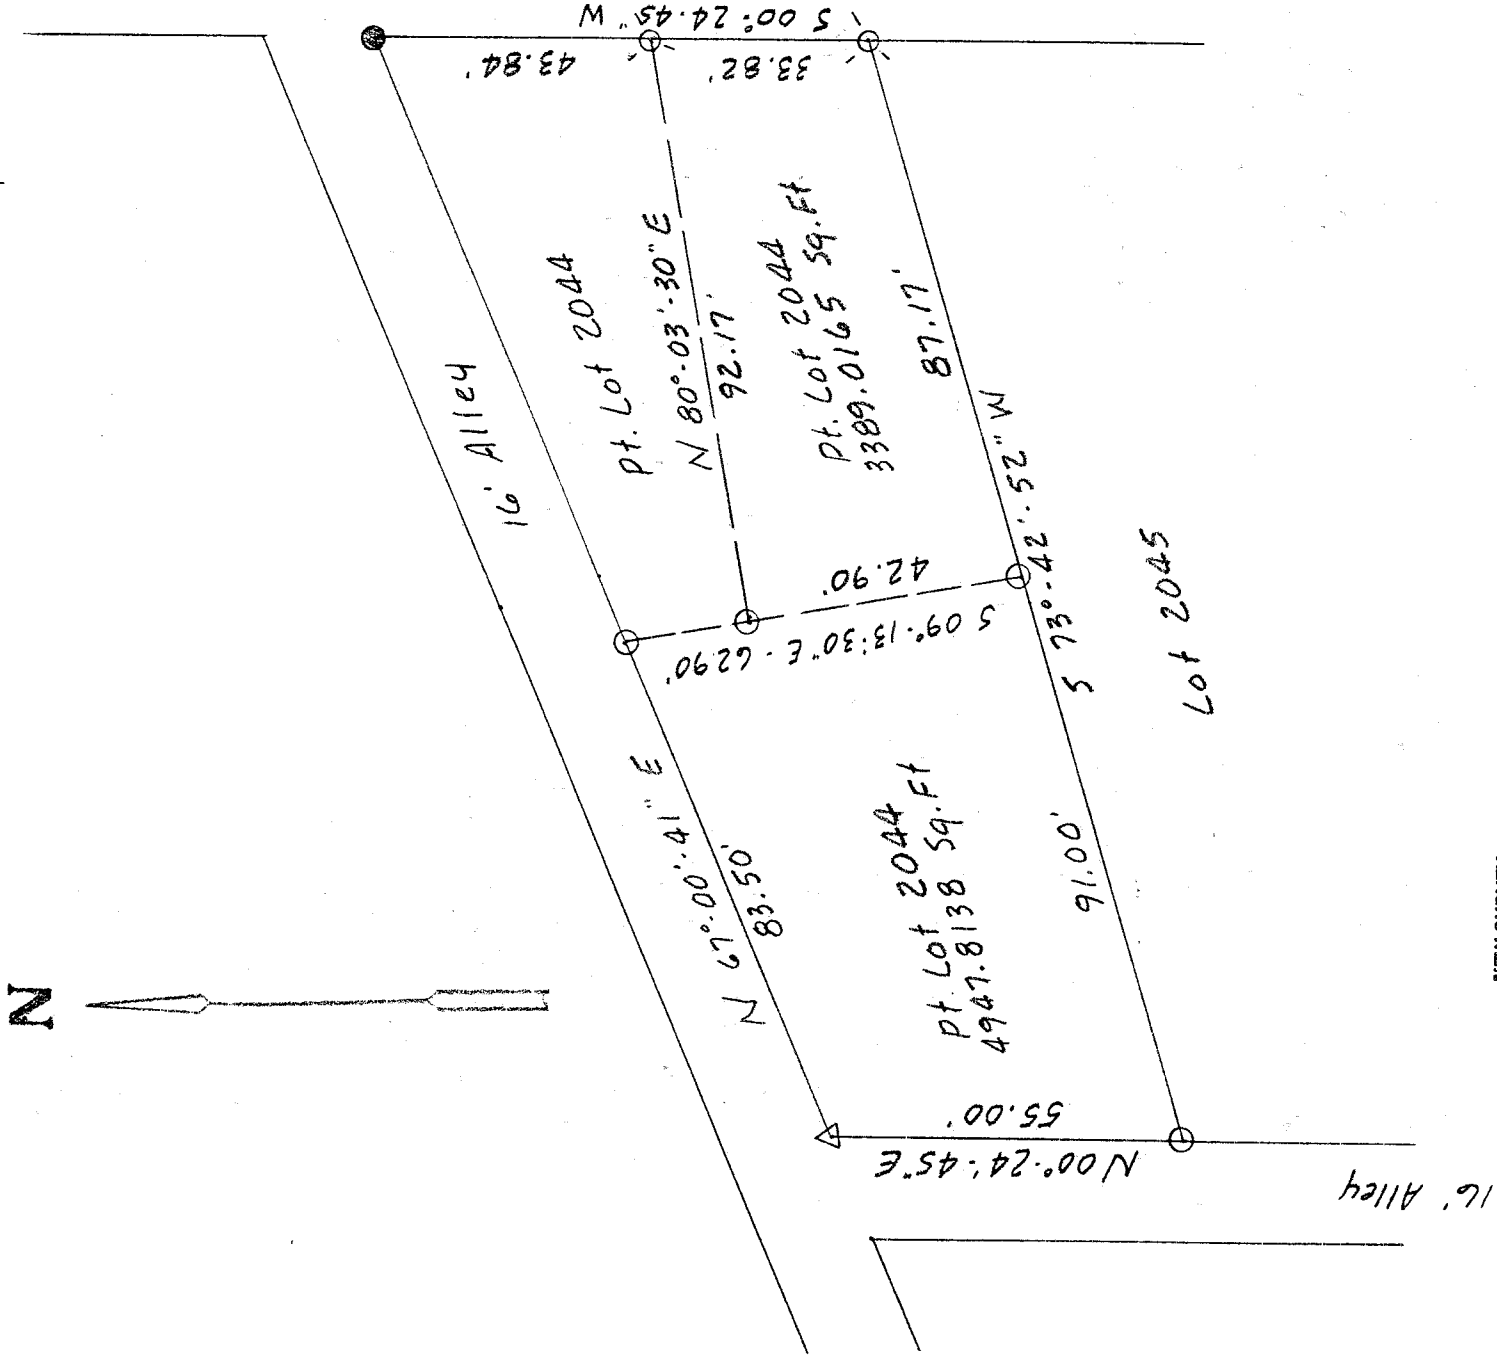 N
S 00°-24'-45" W
43.84'
33.82'
16' Alley
Pt. Lot 2044
N 80°-03'-30" E
92.17'
Pt. Lot 2044
3389.0165 Sq.Ft
87.17'
42.90'
S 09°-13'-30" E - 62.90'
S 73°-42'-52" W
Lot 2045
N 67°-00'-41" E
83.50'
Pt. Lot 2044
4947.8138 Sq.Ft
91.00'
55.00'
N 00°-24'-45" E
16' Alley